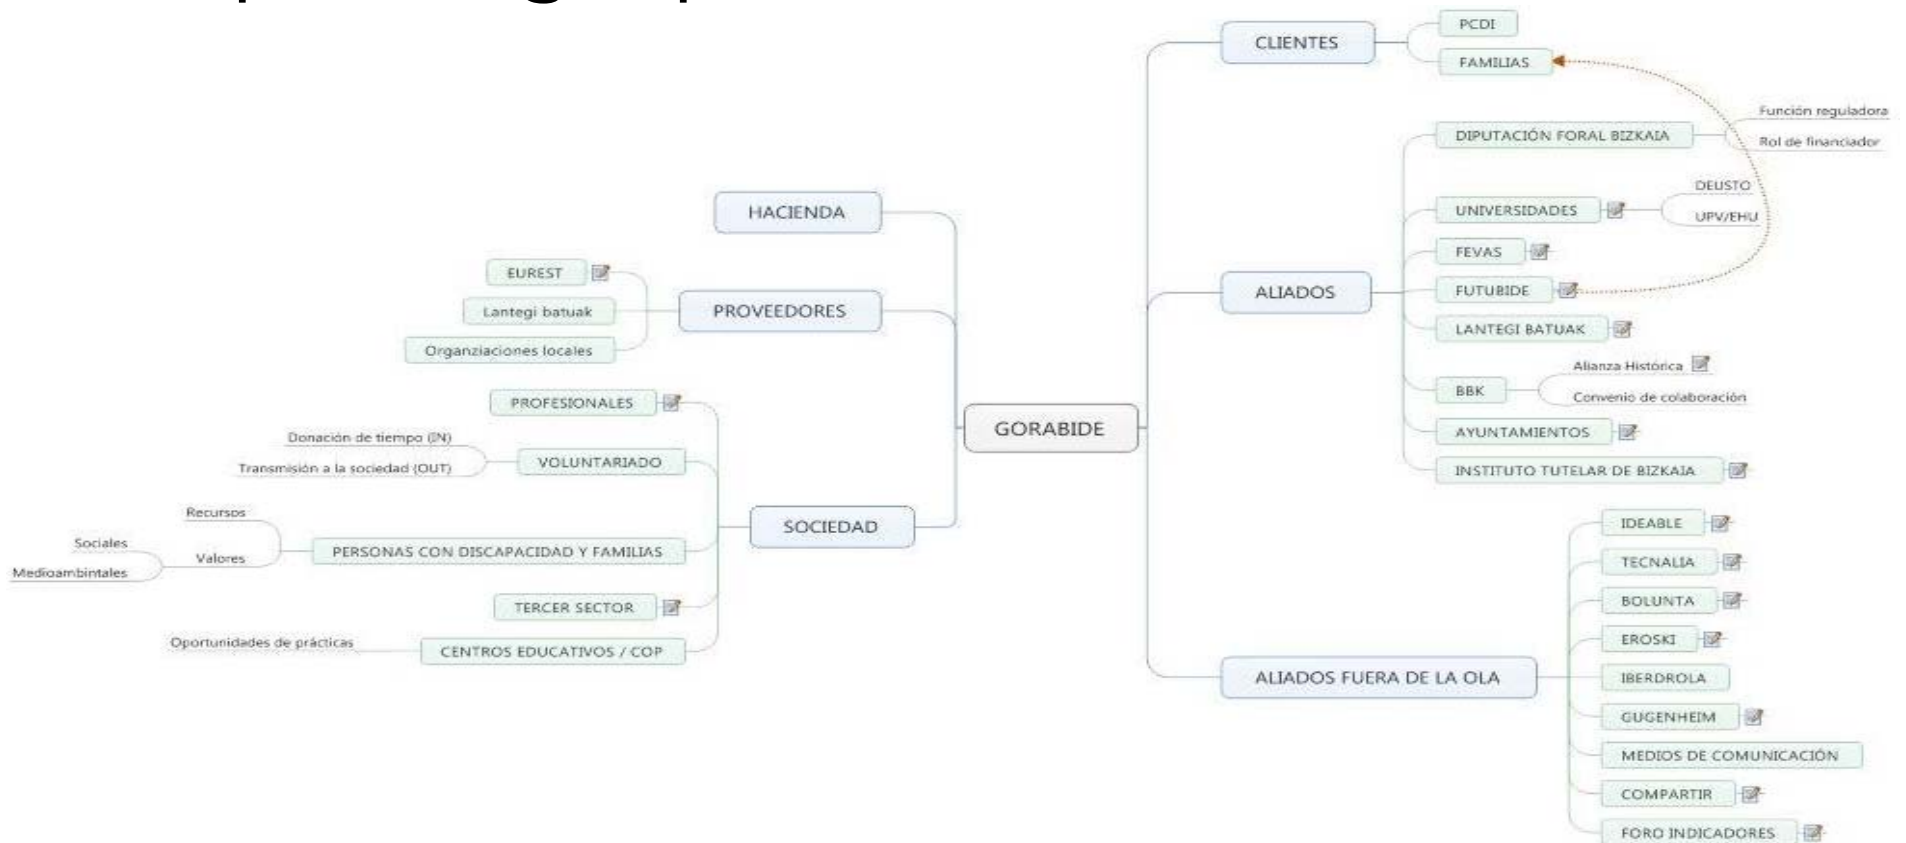 CLIENTES
PCDI
FAMILIAS
DIPUTACIÓN FORAL BIZKAIA
Función reguladora
Rol de financiador
HACIENDA
UNIVERSIDADES
DEUSTO
UPV/EHU
EUREST
Lantegi batuak
Organziaciones locales
PROVEEDORES
ALIADOS
FEVAS
FUTUBIDE
LANTEGI BATUAK
BBK
Alianza Histórica
Convenio de colaboración
AYUNTAMIENTOS
INSTITUTO TUTELAR DE BIZKAIA
GORABIDE
PROFESIONALES
Donación de tiempo (IN)
Transmisión a la sociedad (OUT)
VOLUNTARIADO
SOCIEDAD
Recursos
Sociales
Medioambintales
Valores
PERSONAS CON DISCAPACIDAD Y FAMILIAS
TERCER SECTOR
Oportunidades de prácticas
CENTROS EDUCATIVOS / COP
ALIADOS FUERA DE LA OLA
IDEABLE
TECNALIA
BOLUNTA
EROSKI
IBERDROLA
GUGENHEIM
MEDIOS DE COMUNICACIÓN
COMPARTIR
FORO INDICADORES